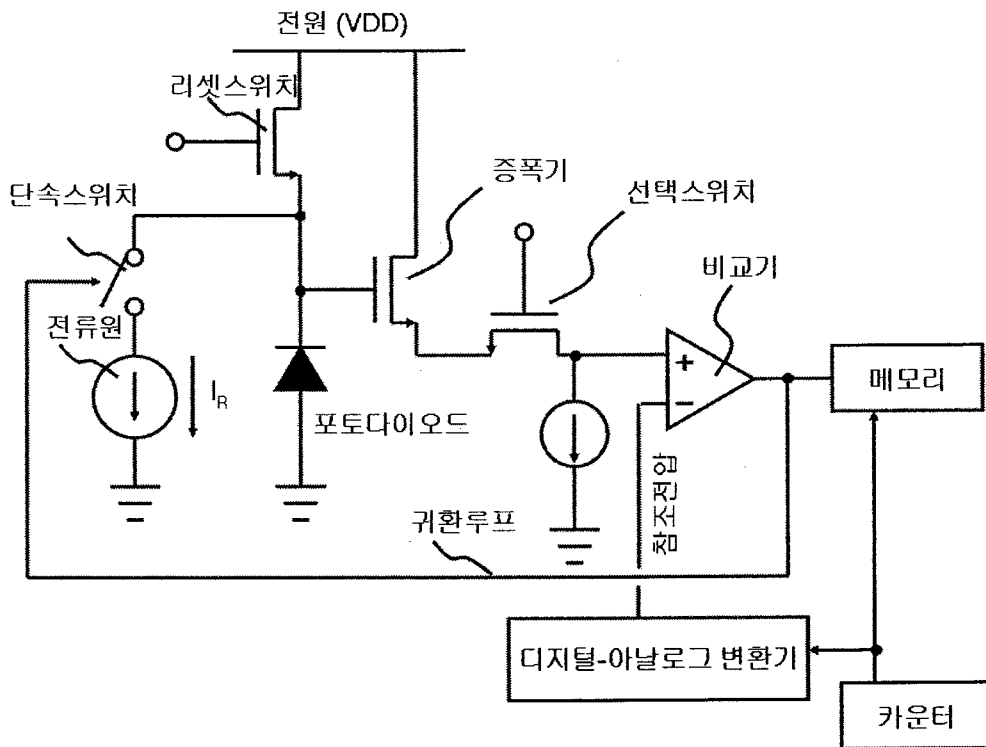 전원 (VDD)
리셋스위치
증폭기
단속스위치
선택스위치
비교기
전류원
I_R
포토다이오드
+
−
메모리
참조전압
귀환루프
디지털-아날로그 변환기
카운터